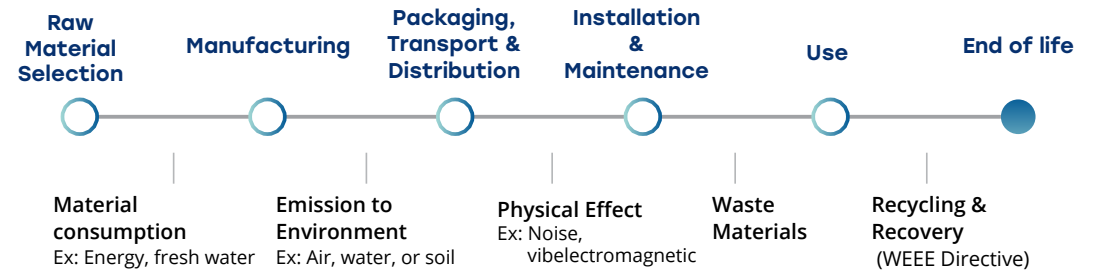 Raw
Material
Selection
Manufacturing
Packaging,
Transport &
Distribution
Installation
&
Maintenance
Use
End of life
Material
consumption
Ex: Energy, fresh water
Emission to
Environment
Ex: Air, water, or soil
Physical Effect
Ex: Noise,
vibelectromagnetic
Waste
Materials
Recycling &
Recovery
(WEEE Directive)